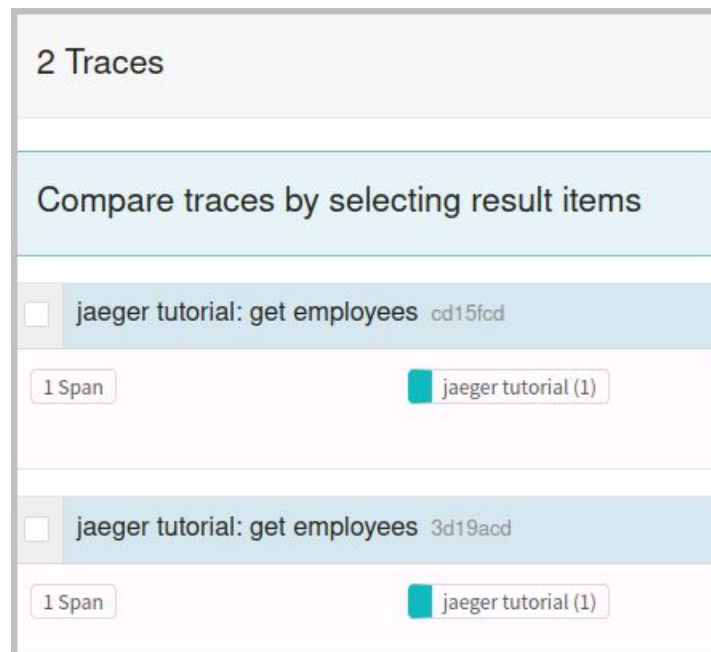 2 Traces
Compare traces by selecting result items
jaeger tutorial: get employees cd15fcd
1 Span jaeger tutorial (1)
jaeger tutorial: get employees 3d19acd
1 Span jaeger tutorial (1)